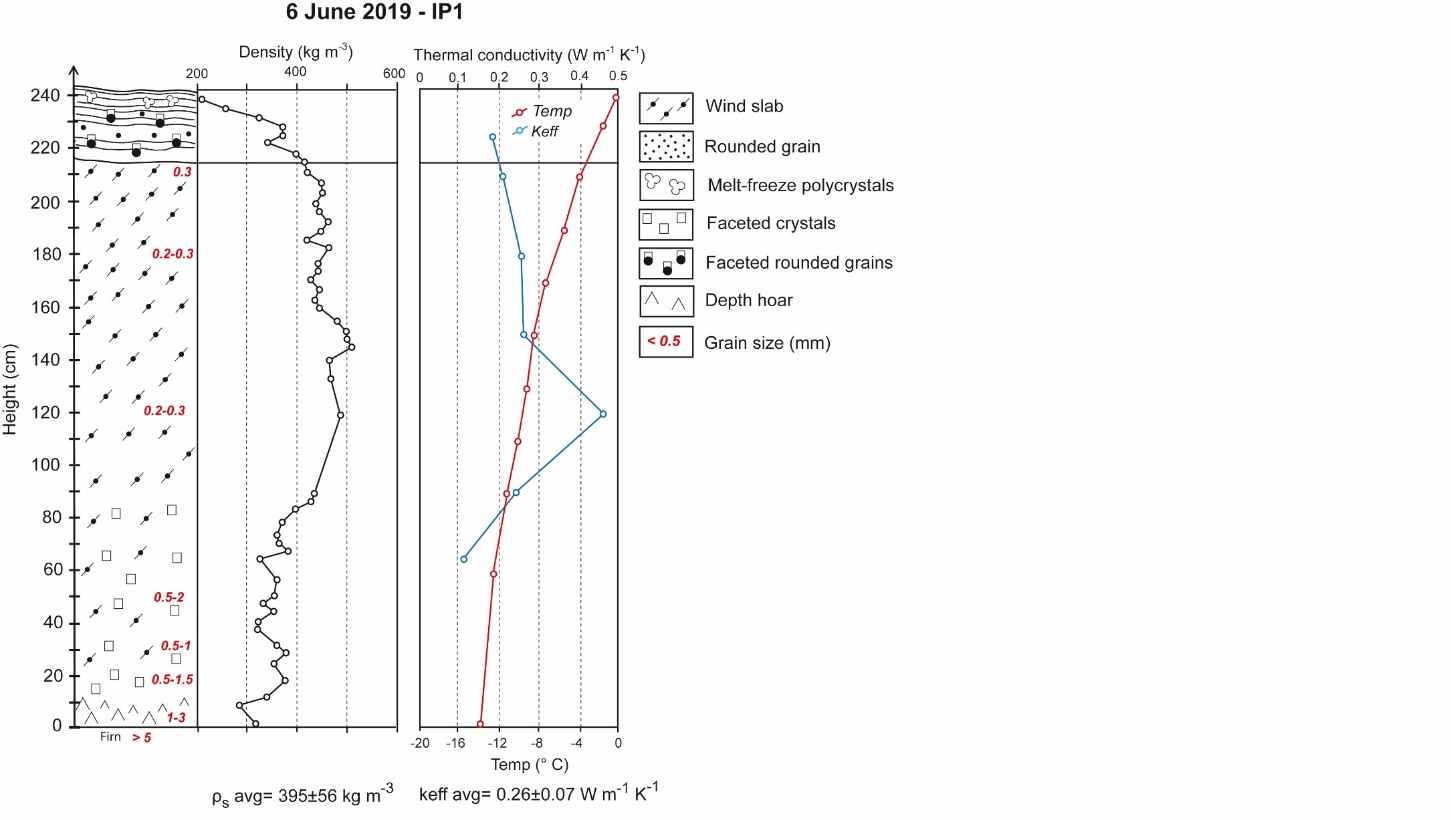 6 June 2019 - IP1
Density (kg m⁻³)
Thermal conductivity (W m⁻¹ K⁻¹)
200 400 600
0 0.1 0.2 0.3 0.4 0.5
Temp
Keff
Height (cm)
240
220
200
180
160
140
120
100
80
60
40
20
0
0.3
0.2-0.3
0.2-0.3
0.5-2
0.5-1
0.5-1.5
1-3
Firn > 5
-20 -16 -12 -8 -4 0
Temp (° C)
ρs avg= 395±56 kg m⁻³
keff avg= 0.26±0.07 W m⁻¹ K⁻¹
Wind slab
Rounded grain
Melt-freeze polycrystals
Faceted crystals
Faceted rounded grains
Depth hoar
< 0.5 Grain size (mm)